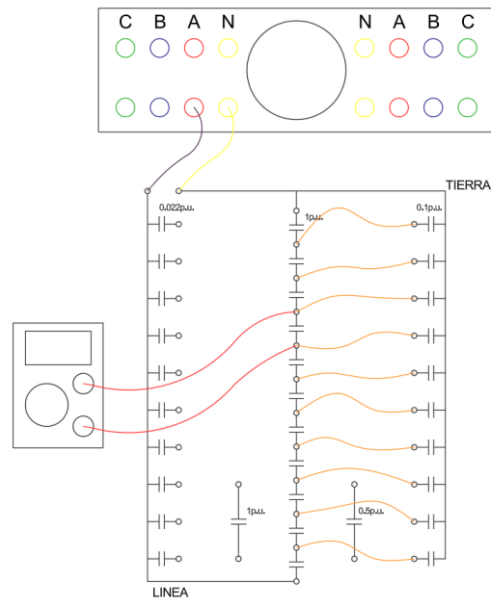 C B A N N A B C
TIERRA
0.022p.u. 1p.u. 0.1p.u.
1p.u. 0.5p.u.
LINEA